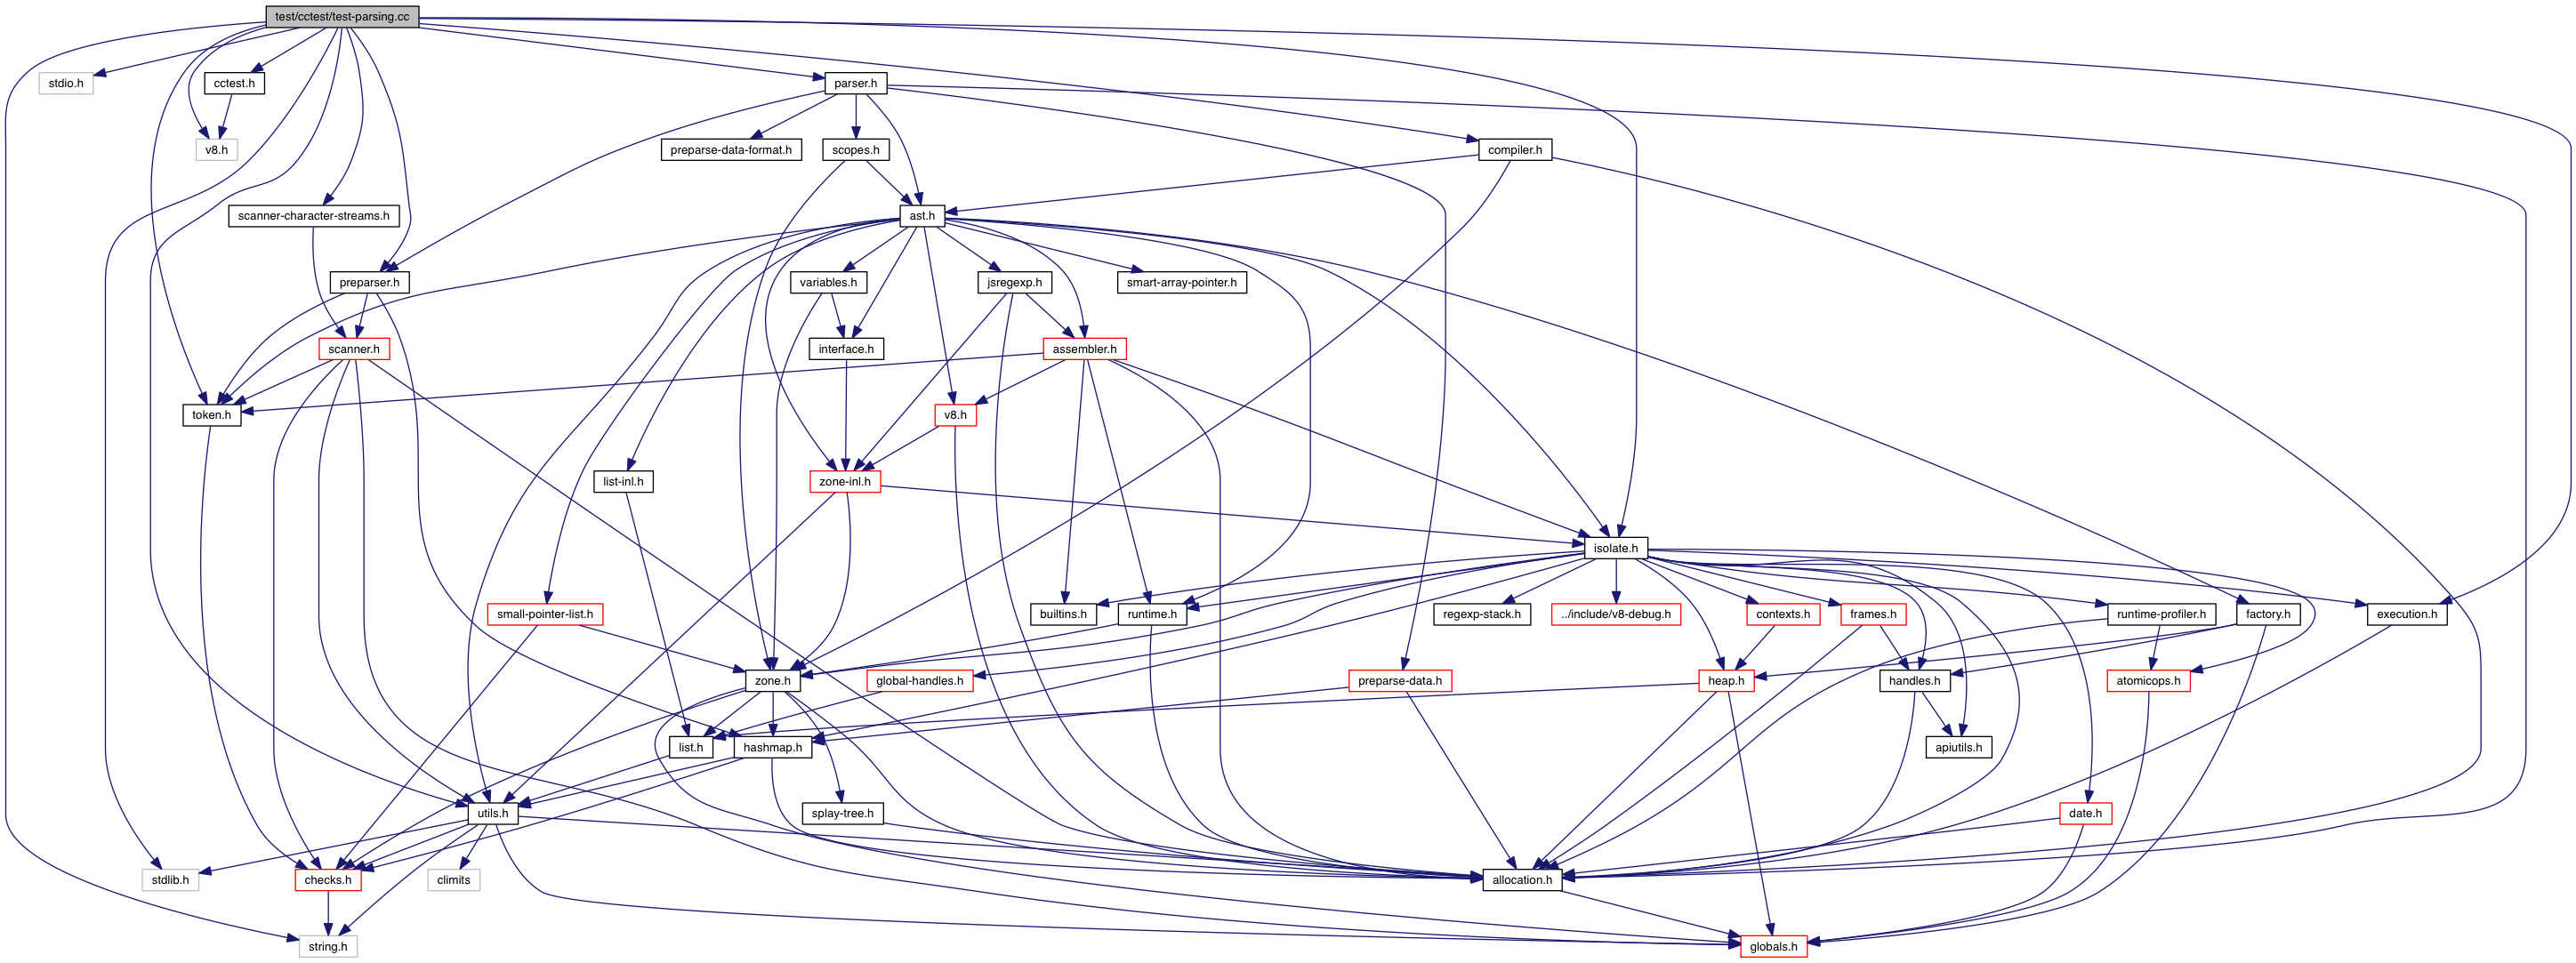 test/cctest/test-parsing.cc
stdio.h
cctest.h
parser.h
v8.h
preparse-data-format.h
scopes.h
compiler.h
scanner-character-streams.h
ast.h
preparser.h
variables.h
jsregexp.h
smart-array-pointer.h
scanner.h
interface.h
assembler.h
token.h
v8.h
list-inl.h
zone-inl.h
isolate.h
small-pointer-list.h
builtins.h
runtime.h
regexp-stack.h
../include/v8-debug.h
contexts.h
frames.h
runtime-profiler.h
factory.h
execution.h
zone.h
global-handles.h
preparse-data.h
heap.h
handles.h
atomicops.h
list.h
hashmap.h
apiutils.h
utils.h
splay-tree.h
date.h
stdlib.h
checks.h
climits
allocation.h
string.h
globals.h